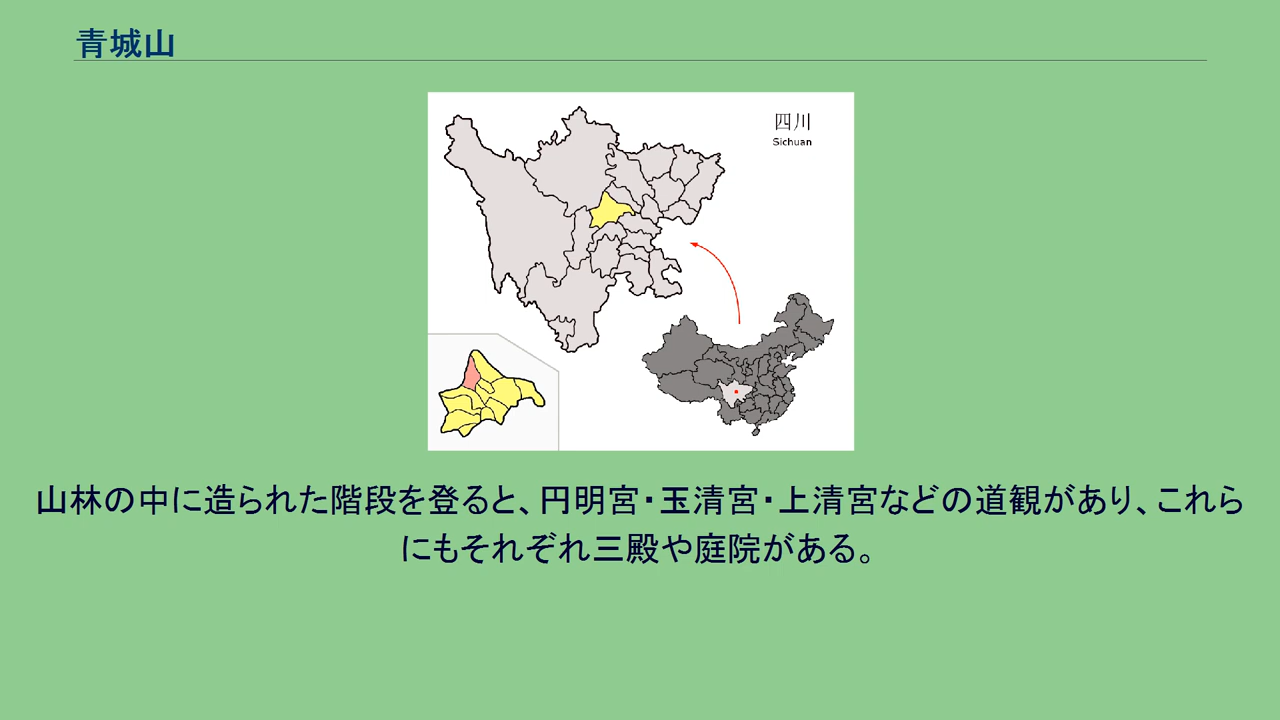 青城山
四川
Sichuan
山林の中に造られた階段を登ると、円明宮・玉清宮・上清宮などの道観があり、これら
にもそれぞれ三殿や庭院がある。